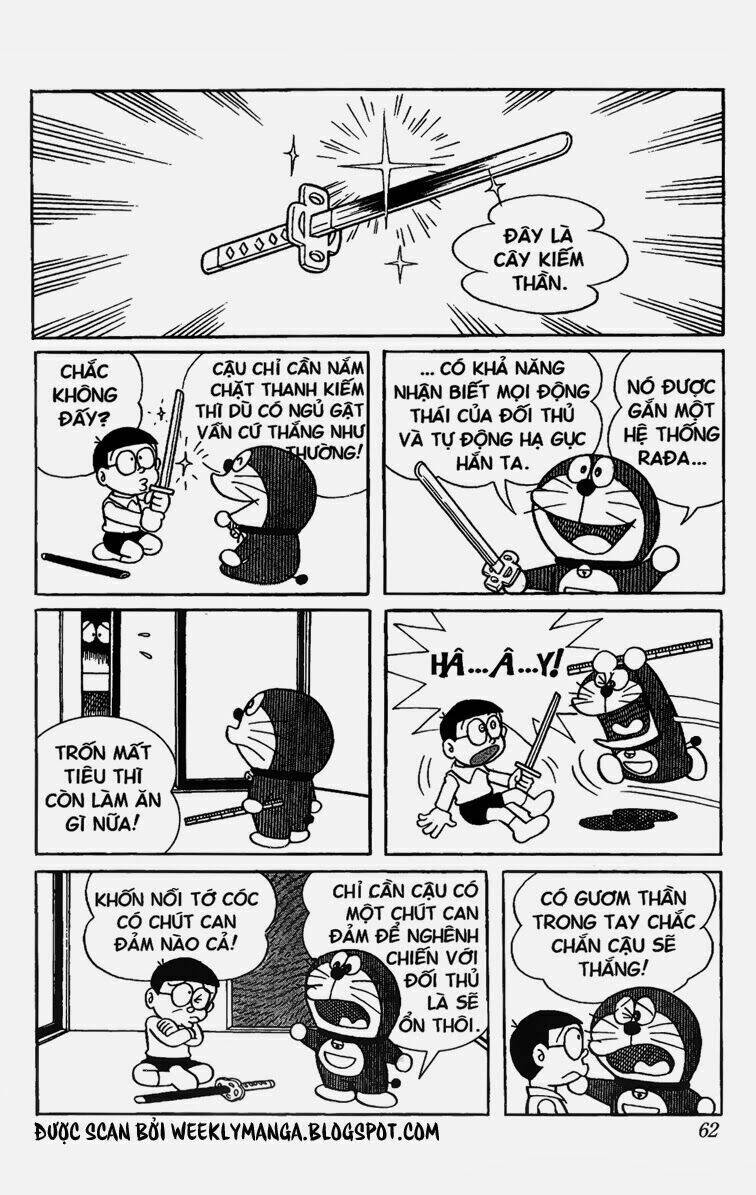 ĐÂY LÀ
CÂY KIẾM
THẦN.
NÓ ĐƯỢC
GẮN MỘT
HỆ THỐNG
RAĐA...
... CÓ KHẢ NĂNG
NHẬN BIẾT MỌI ĐỘNG
THÁI CỦA ĐỐI THỦ
VÀ TỰ ĐỘNG HẠ GỤC
HẮN TA.
CẬU CHỈ CẦN NẮM
CHẶT THANH KIẾM
THÌ DÙ CÓ NGỦ GẬT
VẪN CỨ THẮNG NHƯ
THƯỜNG!
CHẮC
KHÔNG
ĐẤY?
HÂ...Â...Y!
TRỐN MẤT
TIÊU THÌ
CÒN LÀM ĂN
GÌ NỮA!
CÓ GƯƠM THẦN
TRONG TAY CHẮC
CHẮN CẬU SẼ
THẮNG!
CHỈ CẦN CẬU CÓ
MỘT CHÚT CAN
ĐẢM ĐỂ NGHÊNH
CHIẾN VỚI
ĐỐI THỦ
LÀ SẼ
ỔN THÔI.
KHỐN NỖI TỚ CÓC
CÓ CHÚT CAN
ĐẢM NÀO CẢ!
ĐƯỢC SCAN BỞI WEEKLYMANGA.BLOGSPOT.COM
62